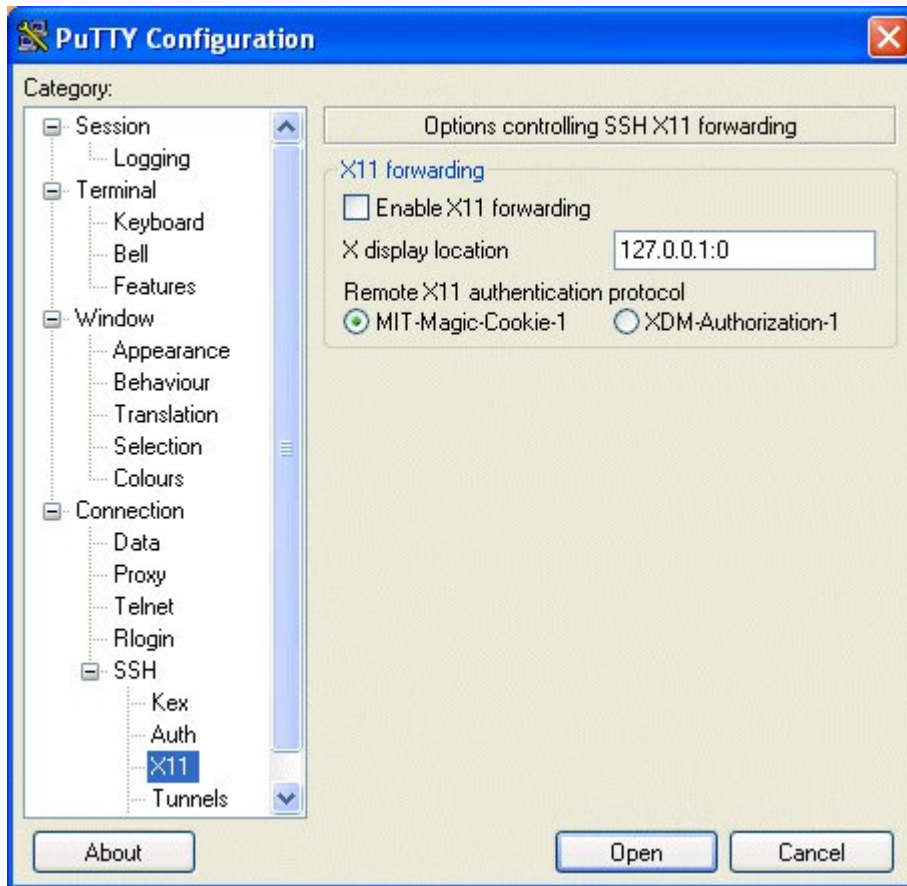 PuTTY Configuration
Category:
Session
Logging
Terminal
Keyboard
Bell
Features
Window
Appearance
Behaviour
Translation
Selection
Colours
Connection
Data
Proxy
Telnet
Rlogin
SSH
Kex
Auth
X11
Tunnels
Options controlling SSH X11 forwarding
X11 forwarding
Enable X11 forwarding
X display location 127.0.0.1:0
Remote X11 authentication protocol
MIT-Magic-Cookie-1 XDM-Authorization-1
About Open Cancel